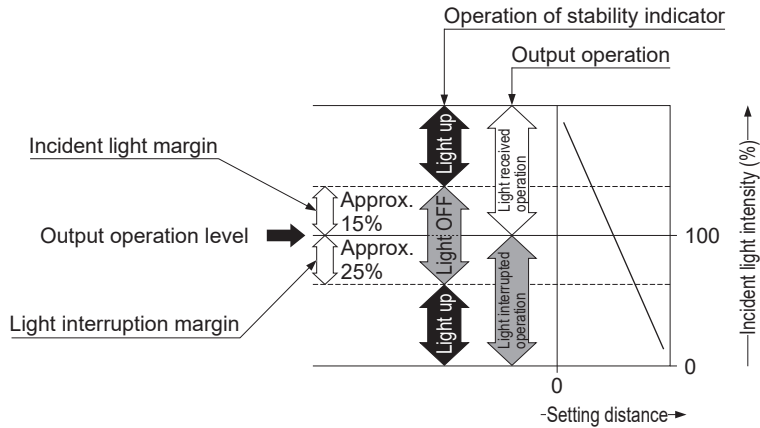 Operation of stability indicator
Output operation
Incident light margin
Light up
Light received
operation
Approx.
15%
Light OFF
Output operation level
100
Approx.
25%
Light interruption margin
Light up
Light interrupted
operation
0
0
Setting distance
Incident light intensity (%)